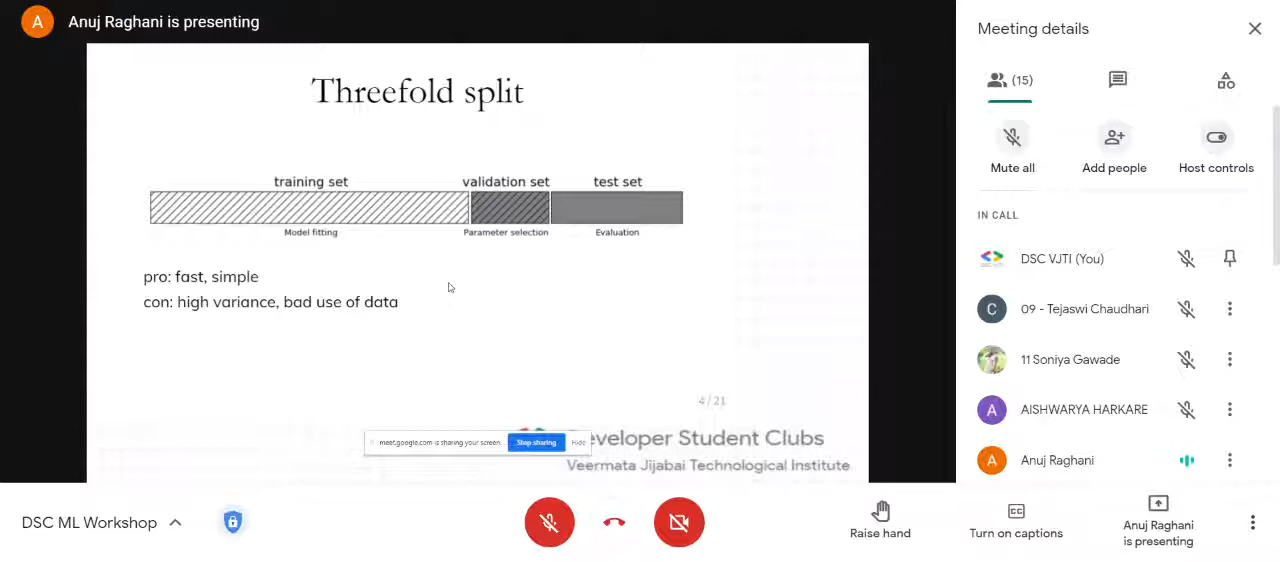 A
Anuj Raghani is presenting
Meeting details
Threefold split
(15)
training set
validation set
test set
Model fitting
Parameter selection
Evaluation
pro: fast, simple
con: high variance, bad use of data
4 / 21
meet.google.com is sharing your screen.
Stop sharing
Hide
eveloper Student Clubs
Veermata Jijabai Technological Institute
Mute all
Add people
Host controls
IN CALL
DSC VJTI (You)
C
09 - Tejaswi Chaudhari
11 Soniya Gawade
A
AISHWARYA HARKARE
A
Anuj Raghani
DSC ML Workshop
Raise hand
CC
Turn on captions
Anuj Raghani
is presenting